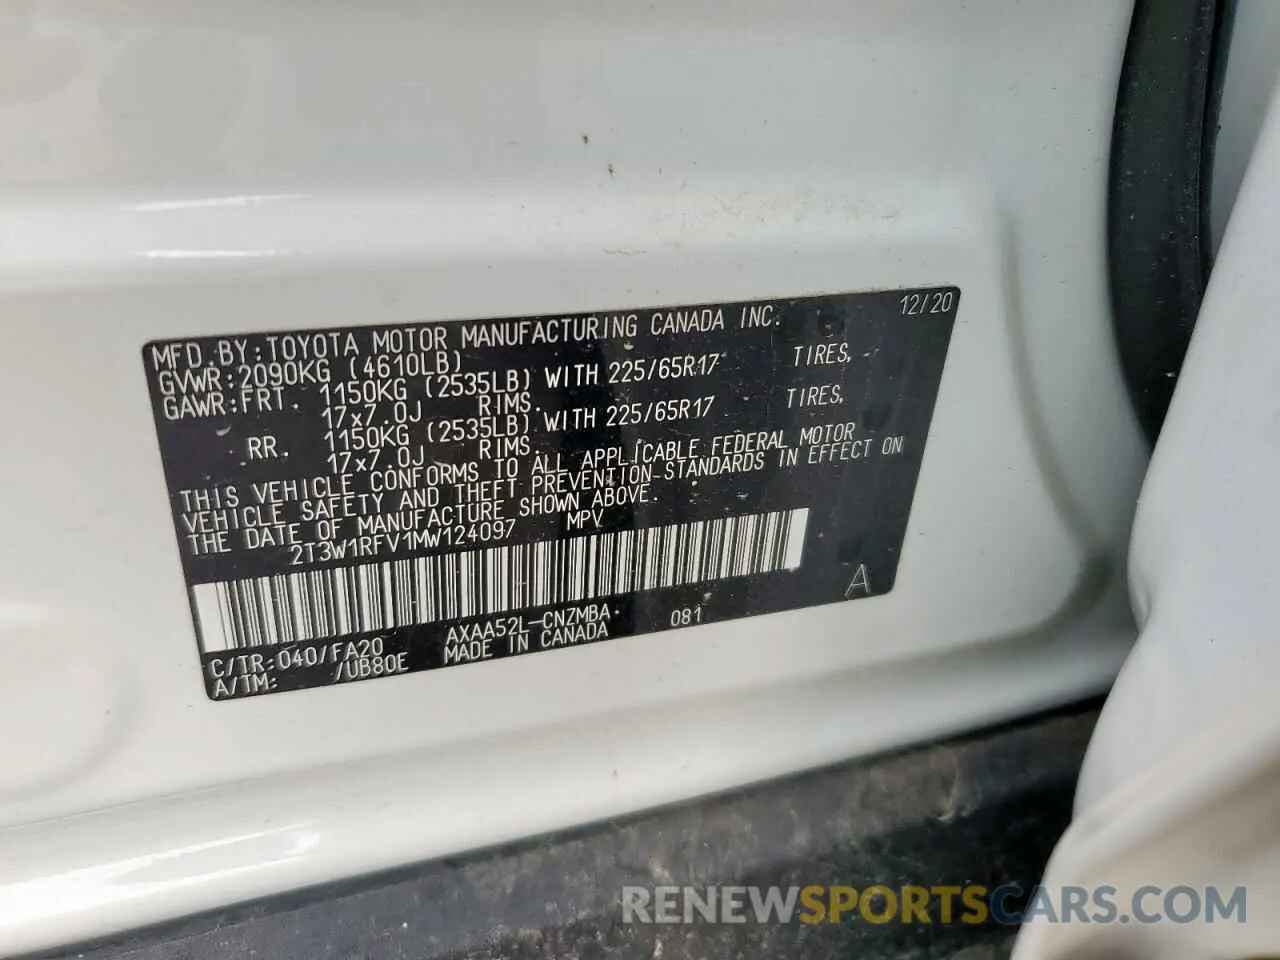 12/20
MFD. BY: TOYOTA MOTOR MANUFACTURING CANADA INC.
GVWR: 2090KG (4610LB)
GAWR: FRT. 1150KG (2535LB) WITH 225/65R17 TIRES,
17x7.0J RIMS.
RR. 1150KG (2535LB) WITH 225/65R17 TIRES,
17x7.0J RIMS.
THIS VEHICLE CONFORMS TO ALL APPLICABLE FEDERAL MOTOR
VEHICLE SAFETY AND THEFT PREVENTION STANDARDS IN EFFECT ON
THE DATE OF MANUFACTURE SHOWN ABOVE.
2T3W1RFV1MW124097 MPV
A
C/TR: 040/FA20 AXAA52L-CNZMBA 081
A/TM: /UB80E MADE IN CANADA
RENEWSPORTSCARS.COM